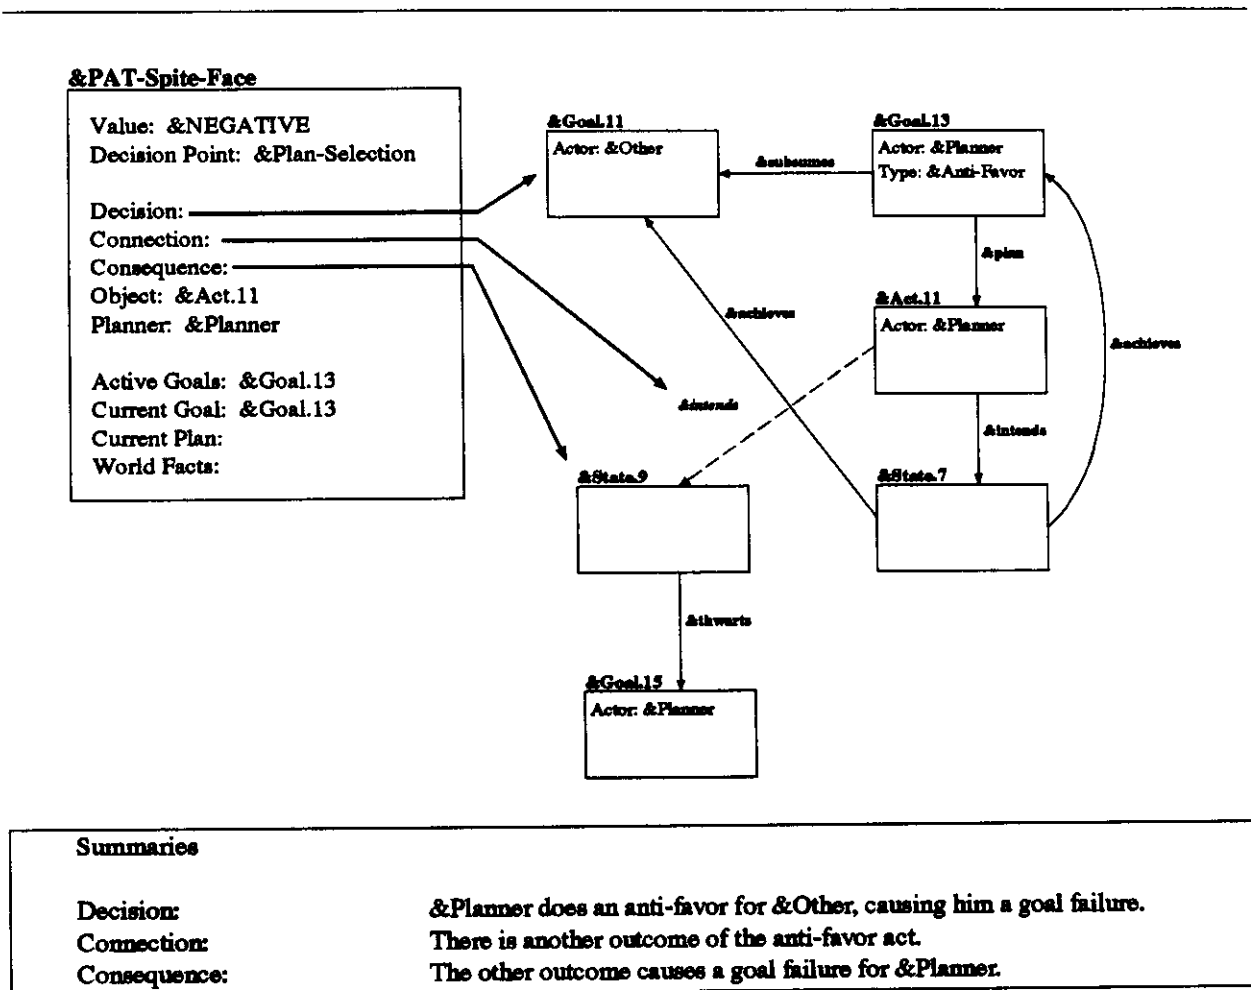 &PAT-Spite-Face
Value: &NEGATIVE
Decision Point: &Plan-Selection
Decision:
Connection:
Consequence:
Object: &Act.11
Planner: &Planner
Active Goals: &Goal.13
Current Goal: &Goal.13
Current Plan:
World Facts:
&Goal.11
Actor: &Other
&subsumes
&Goal.13
Actor: &Planner
Type: &Anti-Favor
&plan
&achieves
&Act.11
Actor: &Planner
&achieves
&intends
&intends
&State.9
&State.7
&thwarts
&Goal.15
Actor: &Planner
Summaries
Decision: &Planner does an anti-favor for &Other, causing him a goal failure.
Connection: There is another outcome of the anti-favor act.
Consequence: The other outcome causes a goal failure for &Planner.